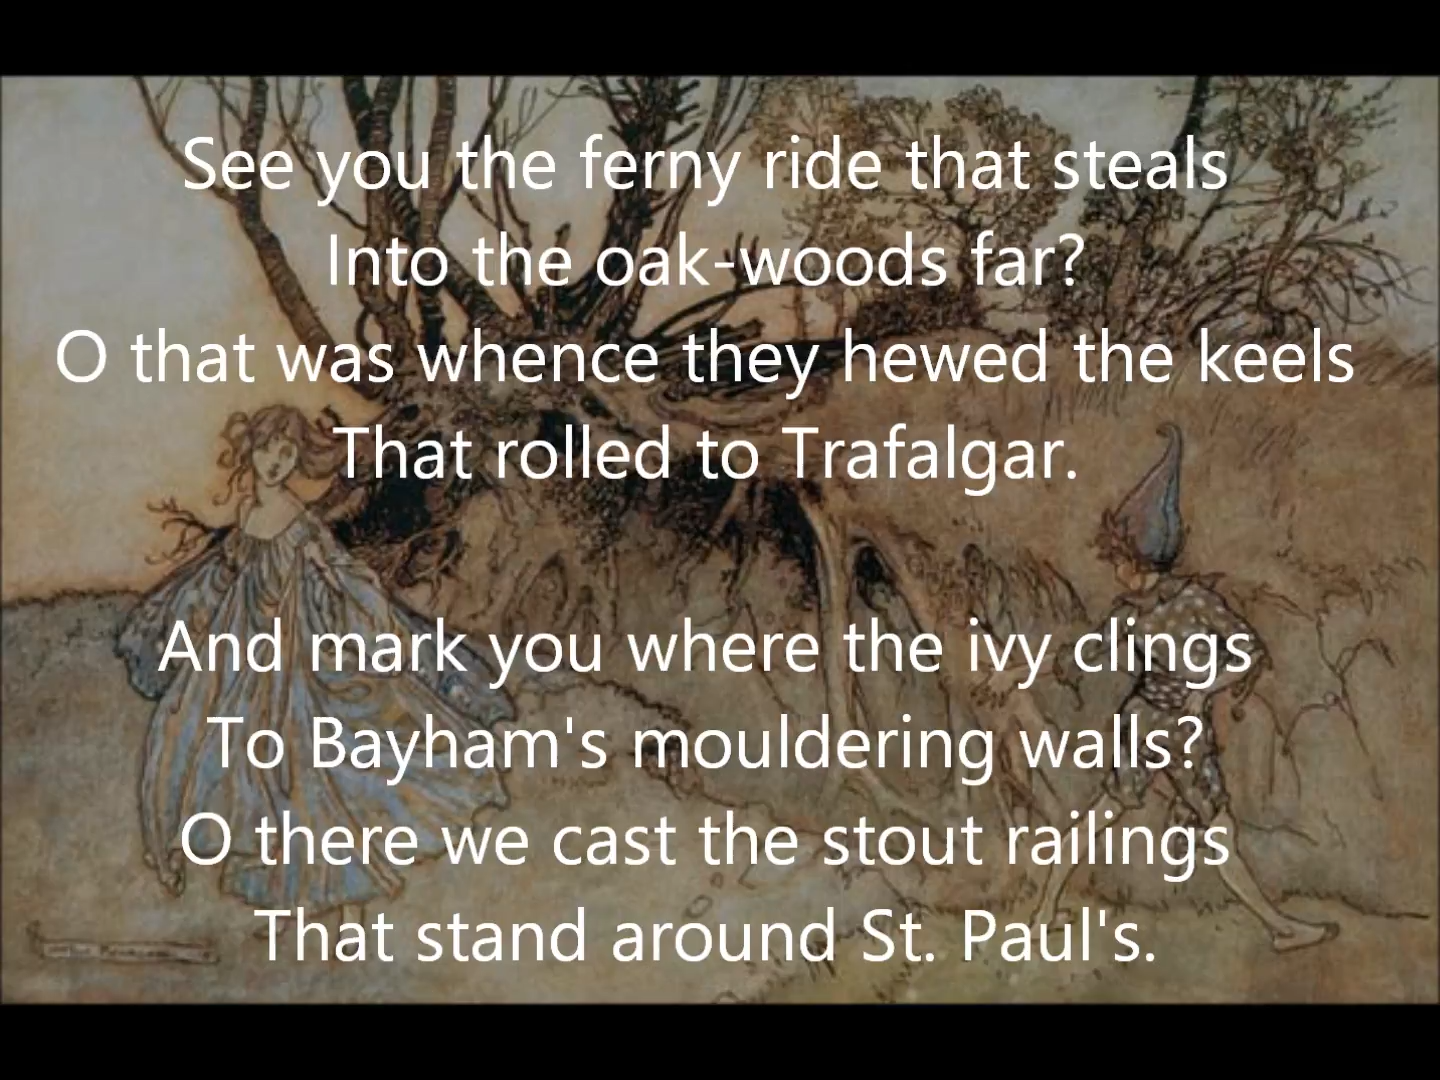 See you the ferny ride that steals
Into the oak-woods far?
O that was whence they hewed the keels
That rolled to Trafalgar.
And mark you where the ivy clings
To Bayham's mouldering walls?
O there we cast the stout railings
That stand around St. Paul's.